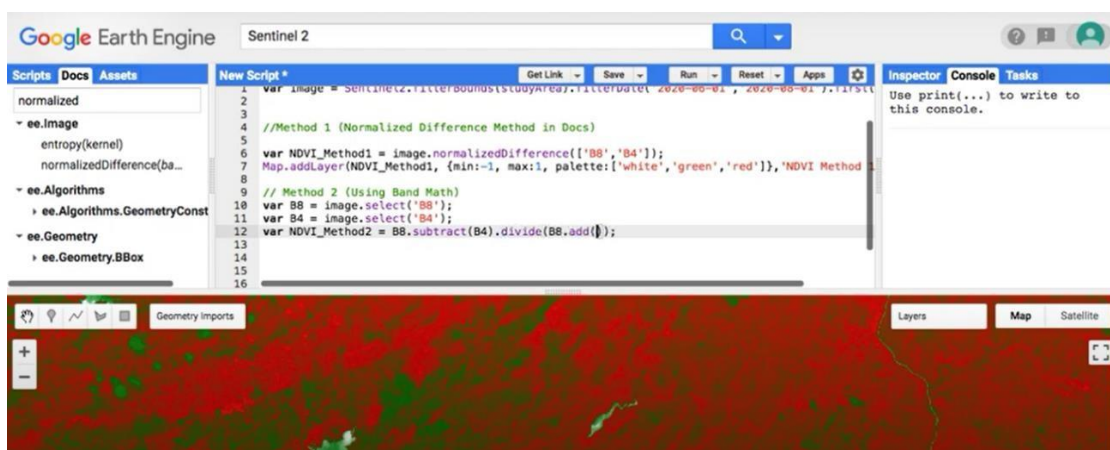 Google Earth Engine
Sentinel 2
Scripts Docs Assets
normalized
ee.Image
entropy(kernel)
normalizedDifference(ba...
ee.Algorithms
ee.Algorithms.GeometryConst
ee.Geometry
ee.Geometry.BBox
New Script *
Get Link Save Run Reset Apps
1 var image = Sentinel2.filterBounds(studyArea).filterDate('2020-06-01', '2020-08-01').first(
2
3
4 //Method 1 (Normalized Difference Method in Docs)
5
6 var NDVI_Method1 = image.normalizedDifference(['B8','B4']);
7 Map.addLayer(NDVI_Method1, {min:-1, max:1, palette:['white','green','red']},'NDVI Method 1
8
9 // Method 2 (Using Band Math)
10 var B8 = image.select('B8');
11 var B4 = image.select('B4');
12 var NDVI_Method2 = B8.subtract(B4).divide(B8.add());
13
14
15
16
Inspector Console Tasks
Use print(...) to write to
this console.
Geometry Imports
Layers
Map Satellite